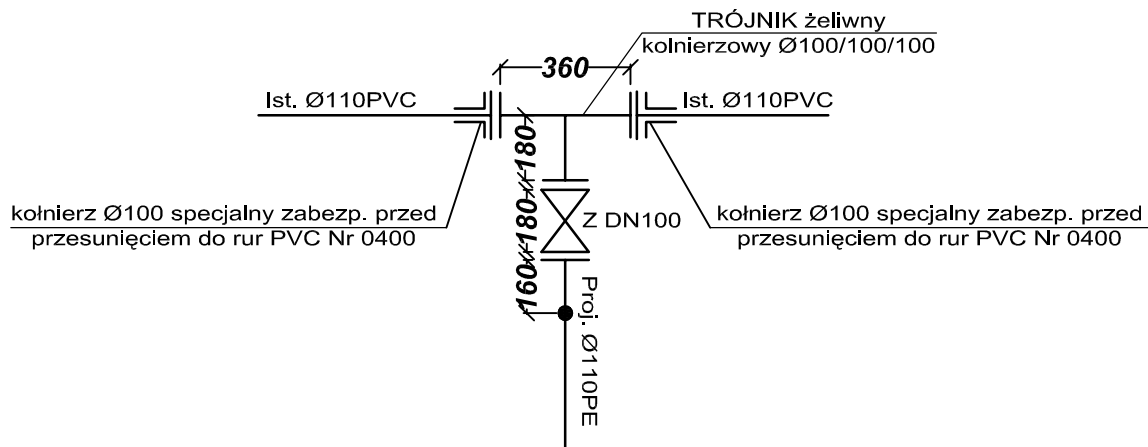 TRÓJNIK żeliwny
kolnierzowy Ø100/100/100
360
Ist. Ø110PVC
Ist. Ø110PVC
180
kołnierz Ø100 specjalny zabezp. przed
przesunięciem do rur PVC Nr 0400
180
Z DN100
kołnierz Ø100 specjalny zabezp. przed
przesunięciem do rur PVC Nr 0400
160
Proj. Ø110PE